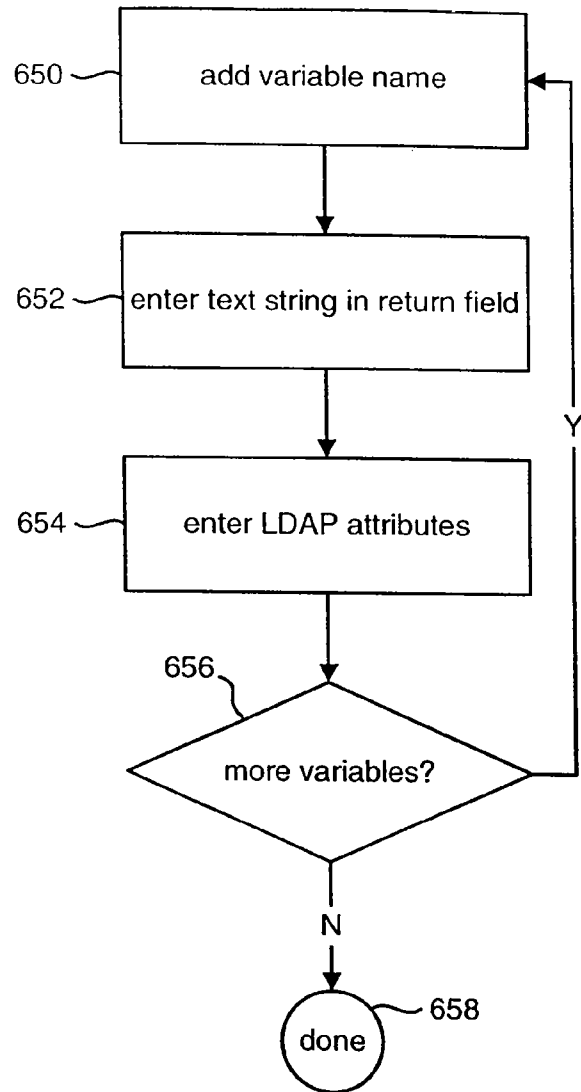 650
add variable name
652
enter text string in return field
654
enter LDAP attributes
Y
656
more variables?
N
658
done